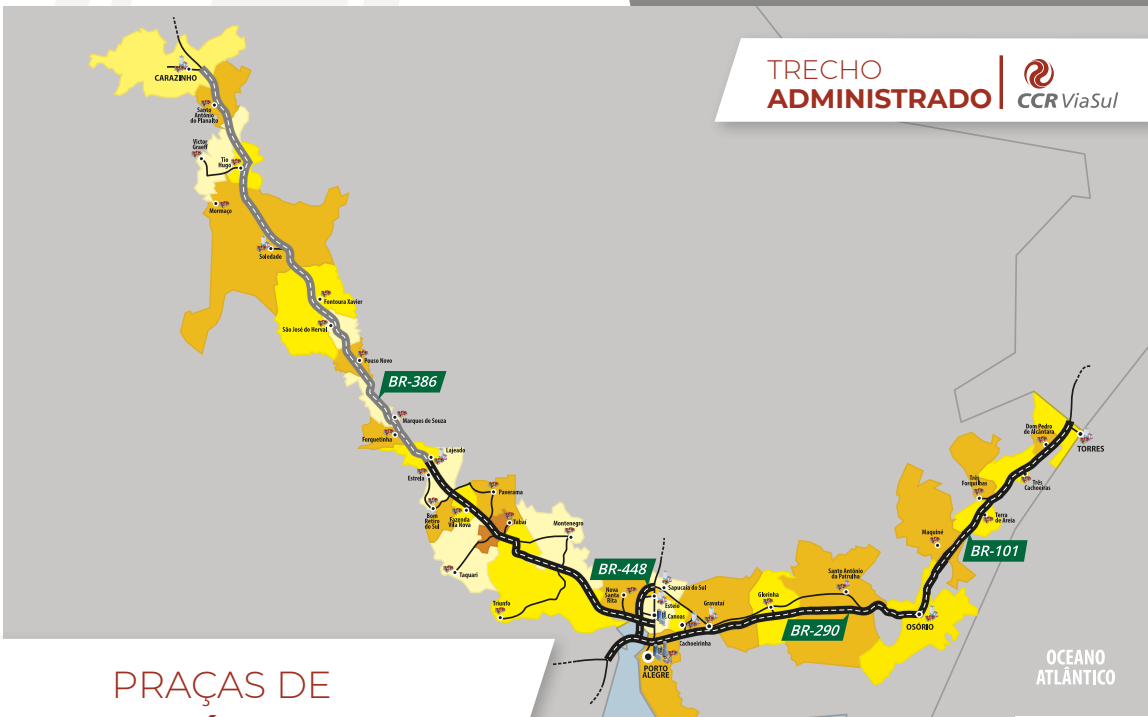 TRECHO
ADMINISTRADO
CCR ViaSul
CARAZINHO
Santo
Antônio
do Planalto
Victor
Graeff
Tio
Hugo
Mormaço
Soledade
Fontoura Xavier
São José do Herval
Pouso Novo
BR-386
Marques de Souza
Forquetinha
Lajeado
Estrela
Bom
Retiro
do Sul
Fazenda
Vila Nova
Paverama
Tabaí
Montenegro
Taquari
Triunfo
BR-448
Nova
Santa
Rita
Sapucaia do Sul
Esteio
Canoas
Cachoeirinha
Gravataí
PORTO
ALEGRE
Glorinha
Santo Antônio
da Patrulha
BR-290
OSÓRIO
Maquiné
BR-101
Terra
de Areia
Três
Forquilhas
Três
Cachoeiras
Dom Pedro
de Alcântara
TORRES
OCEANO
ATLÂNTICO
PRAÇAS DE